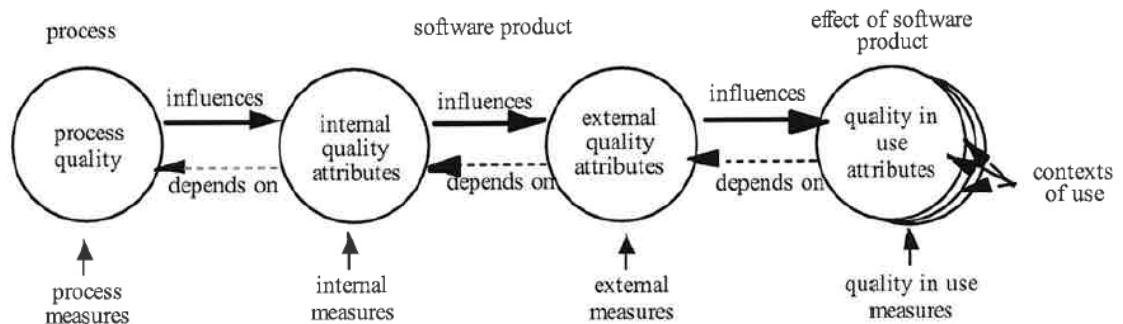 process
software product
effect of software
product
influences
influences
influences
process
quality
internal
quality
attributes
external
quality
attributes
quality in
use
attributes
depends on
depends on
depends on
contexts
of use
process
measures
internal
measures
external
measures
quality in use
measures